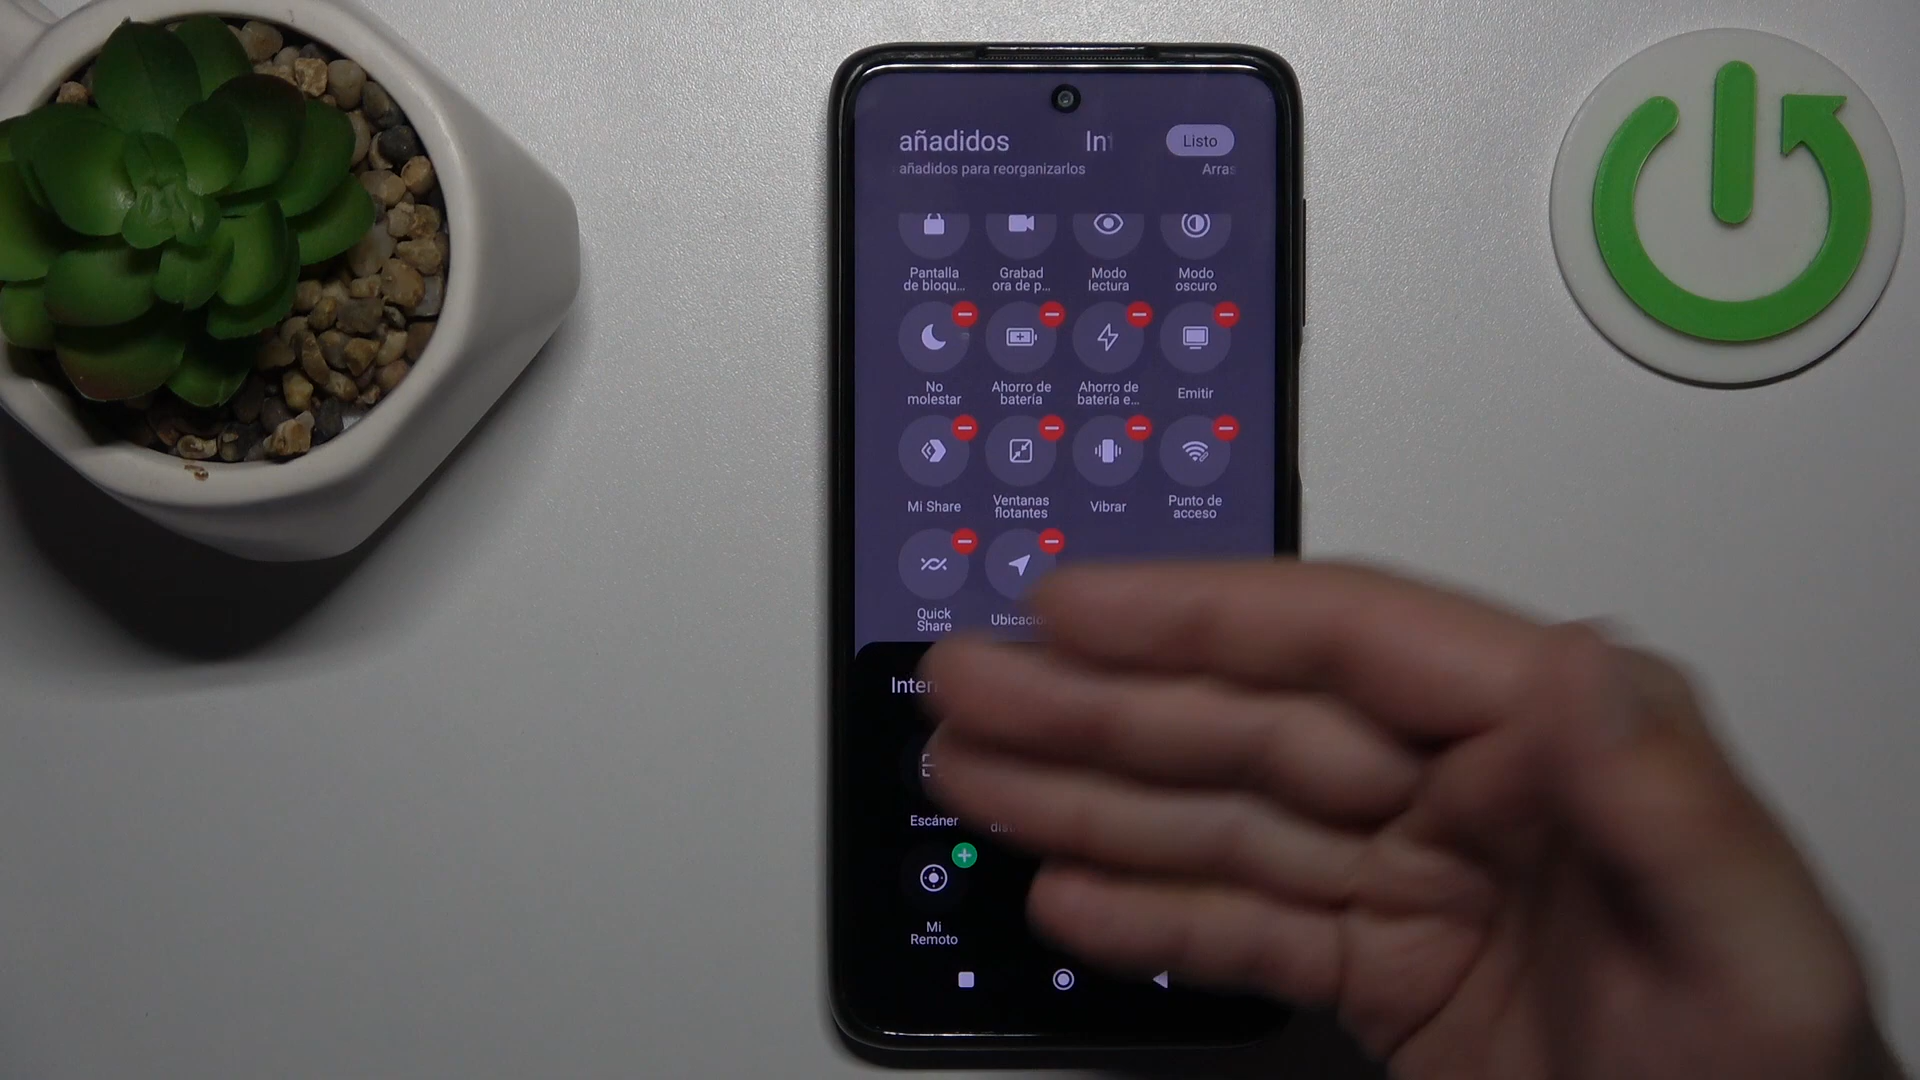 añadidos
Listo
añadidos para reorganizarlos
Pantalla de bloqu...
Grabad ora de p...
Modo lectura
Modo oscuro
No molestar
Ahorro de batería
Ahorro de batería e...
Emitir
Mi Share
Ventanas flotantes
Vibrar
Punto de acceso
Quick Share
Escáner
Mi Remoto